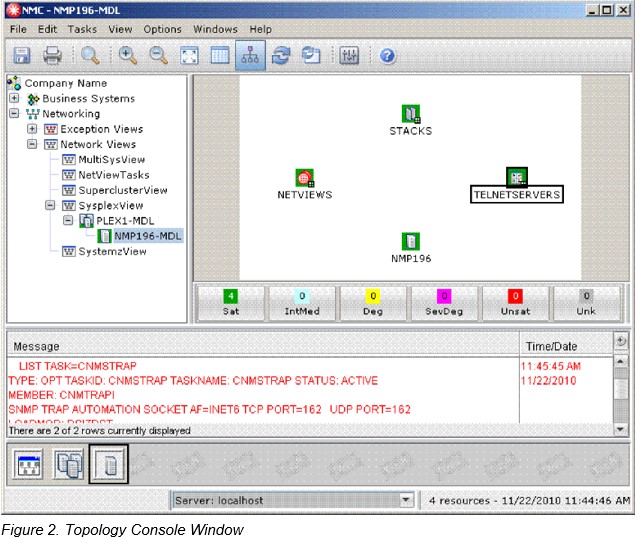 NMC - NMP196-MDL
File Edit Tasks View Options Windows Help
Company Name
Business Systems
Networking
Exception Views
Network Views
MultiSysView
NetViewTasks
SuperclusterView
SysplexView
PLEX1-MDL
NMP196-MDL
SystemzView
STACKS
NETVIEWS
TELNETSERVERS
NMP196
4 0 0 0 0 0
Sat IntMed Deg SevDeg Unsat Unk
Message Time/Date
LIST TASK=CNMSTRAP 11:45:45 AM
TYPE: OPT TASKID: CNMSTRAP TASKNAME: CNMSTRAP STATUS: ACTIVE 11/22/2010
MEMBER: CNMTRAPI
SNMP TRAP AUTOMATION SOCKET AF=INET6 TCP PORT=162 UDP PORT=162
There are 2 of 2 rows currently displayed
Server: localhost 4 resources - 11/22/2010 11:44:46 AM
Figure 2. Topology Console Window